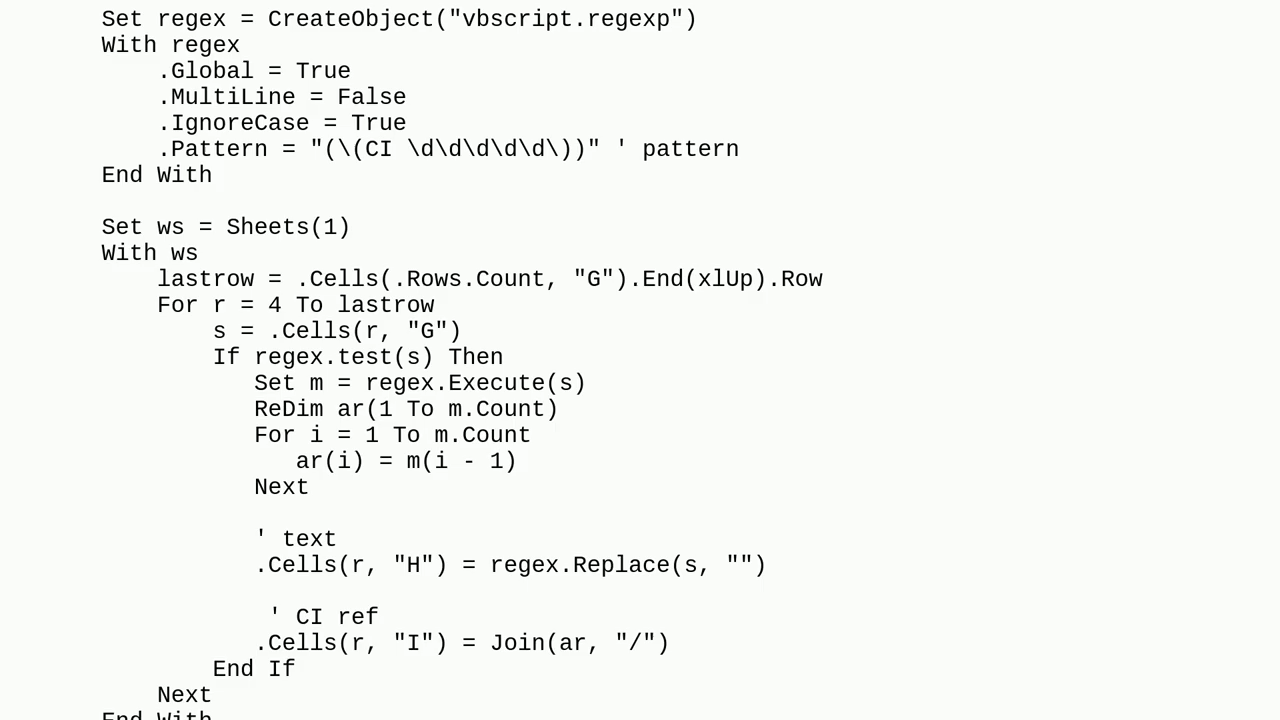 Set regex = CreateObject("vbscript.regexp")
With regex
.Global = True
.MultiLine = False
.IgnoreCase = True
.Pattern = "(\(CI \d\d\d\d\d\))" ' pattern
End With
Set ws = Sheets(1)
With ws
lastrow = .Cells(.Rows.Count, "G").End(xlUp).Row
For r = 4 To lastrow
s = .Cells(r, "G")
If regex.test(s) Then
Set m = regex.Execute(s)
ReDim ar(1 To m.Count)
For i = 1 To m.Count
ar(i) = m(i - 1)
Next
' text
.Cells(r, "H") = regex.Replace(s, "")
' CI ref
.Cells(r, "I") = Join(ar, "/")
End If
Next
End With